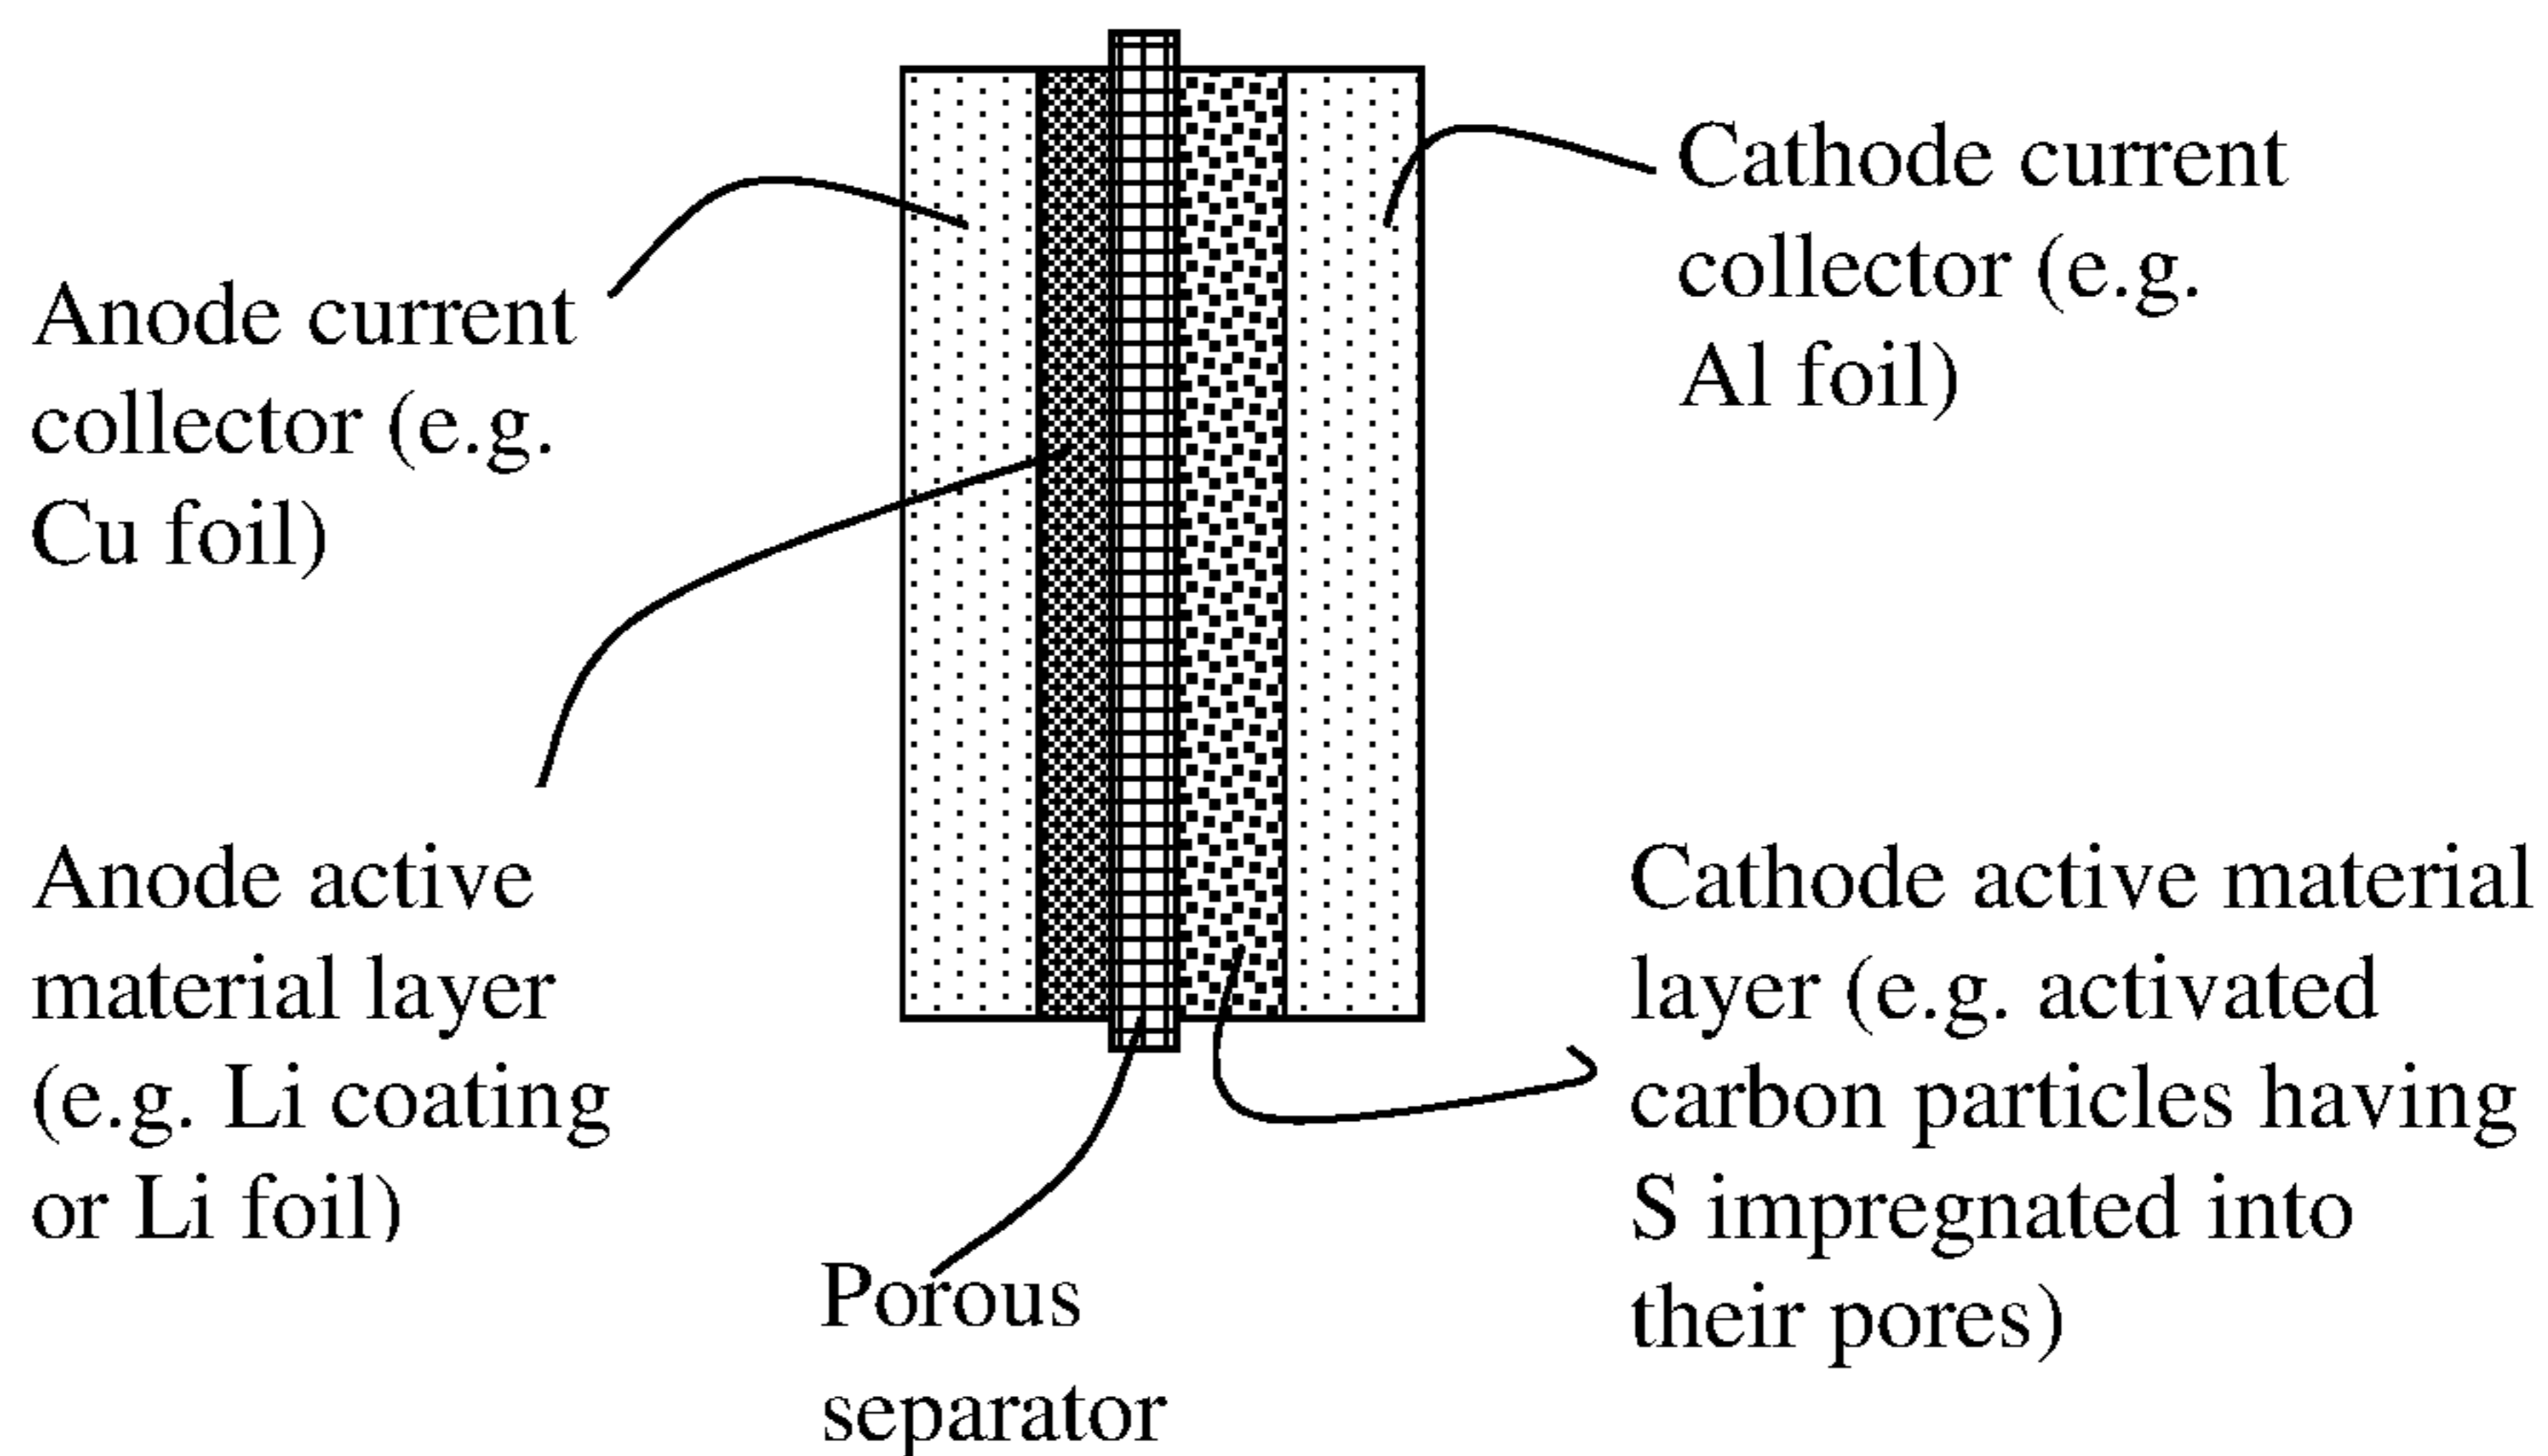 Anode current
collector (e.g.
Cu foil)
Anode active
material layer
(e.g. Li coating
or Li foil)
Porous
separator
Cathode current
collector (e.g.
Al foil)
Cathode active material
layer (e.g. activated
carbon particles having
S impregnated into
their pores)